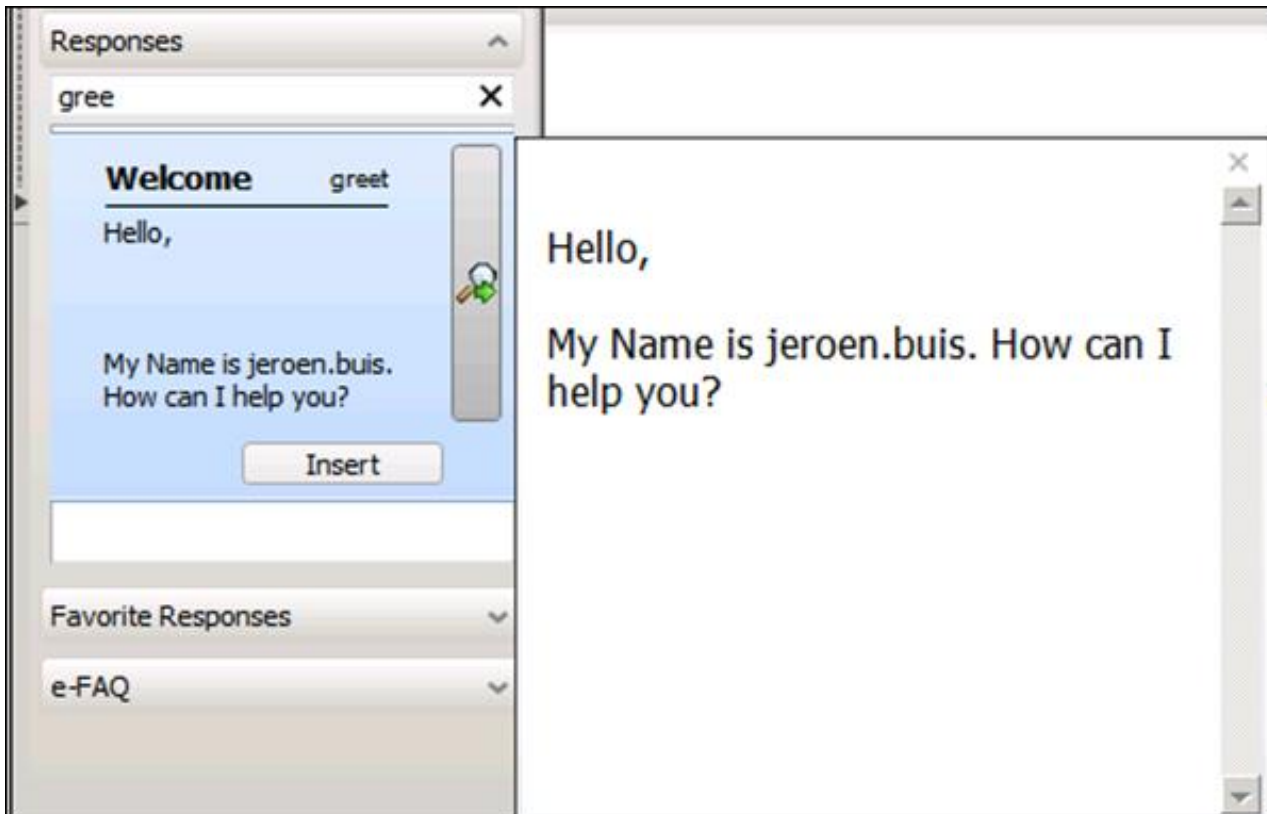 Responses
gree
Welcome greet
Hello,
My Name is jeroen.buis.
How can I help you?
Insert
Favorite Responses
e-FAQ
Hello,
My Name is jeroen.buis. How can I
help you?